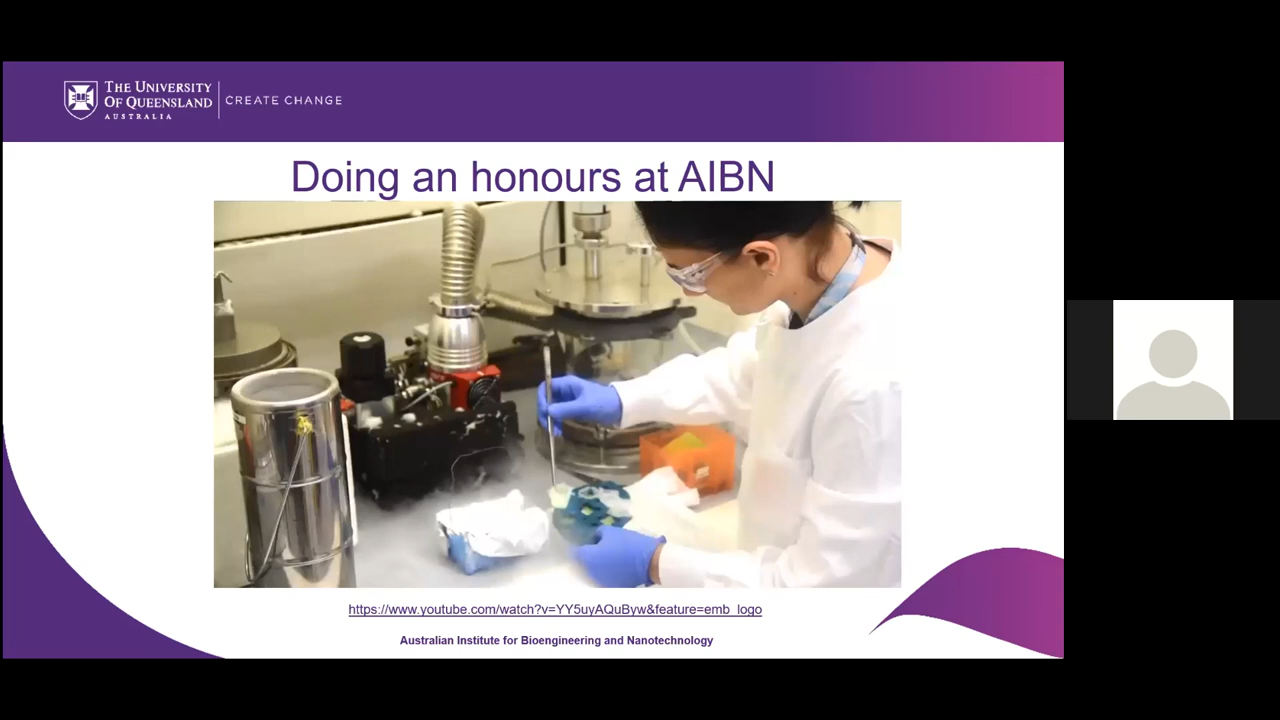 THE UNIVERSITY
OF QUEENSLAND
AUSTRALIA
CREATE CHANGE
Doing an honours at AIBN
https://www.youtube.com/watch?v=YY5uyAQuByw&feature=emb_logo
Australian Institute for Bioengineering and Nanotechnology